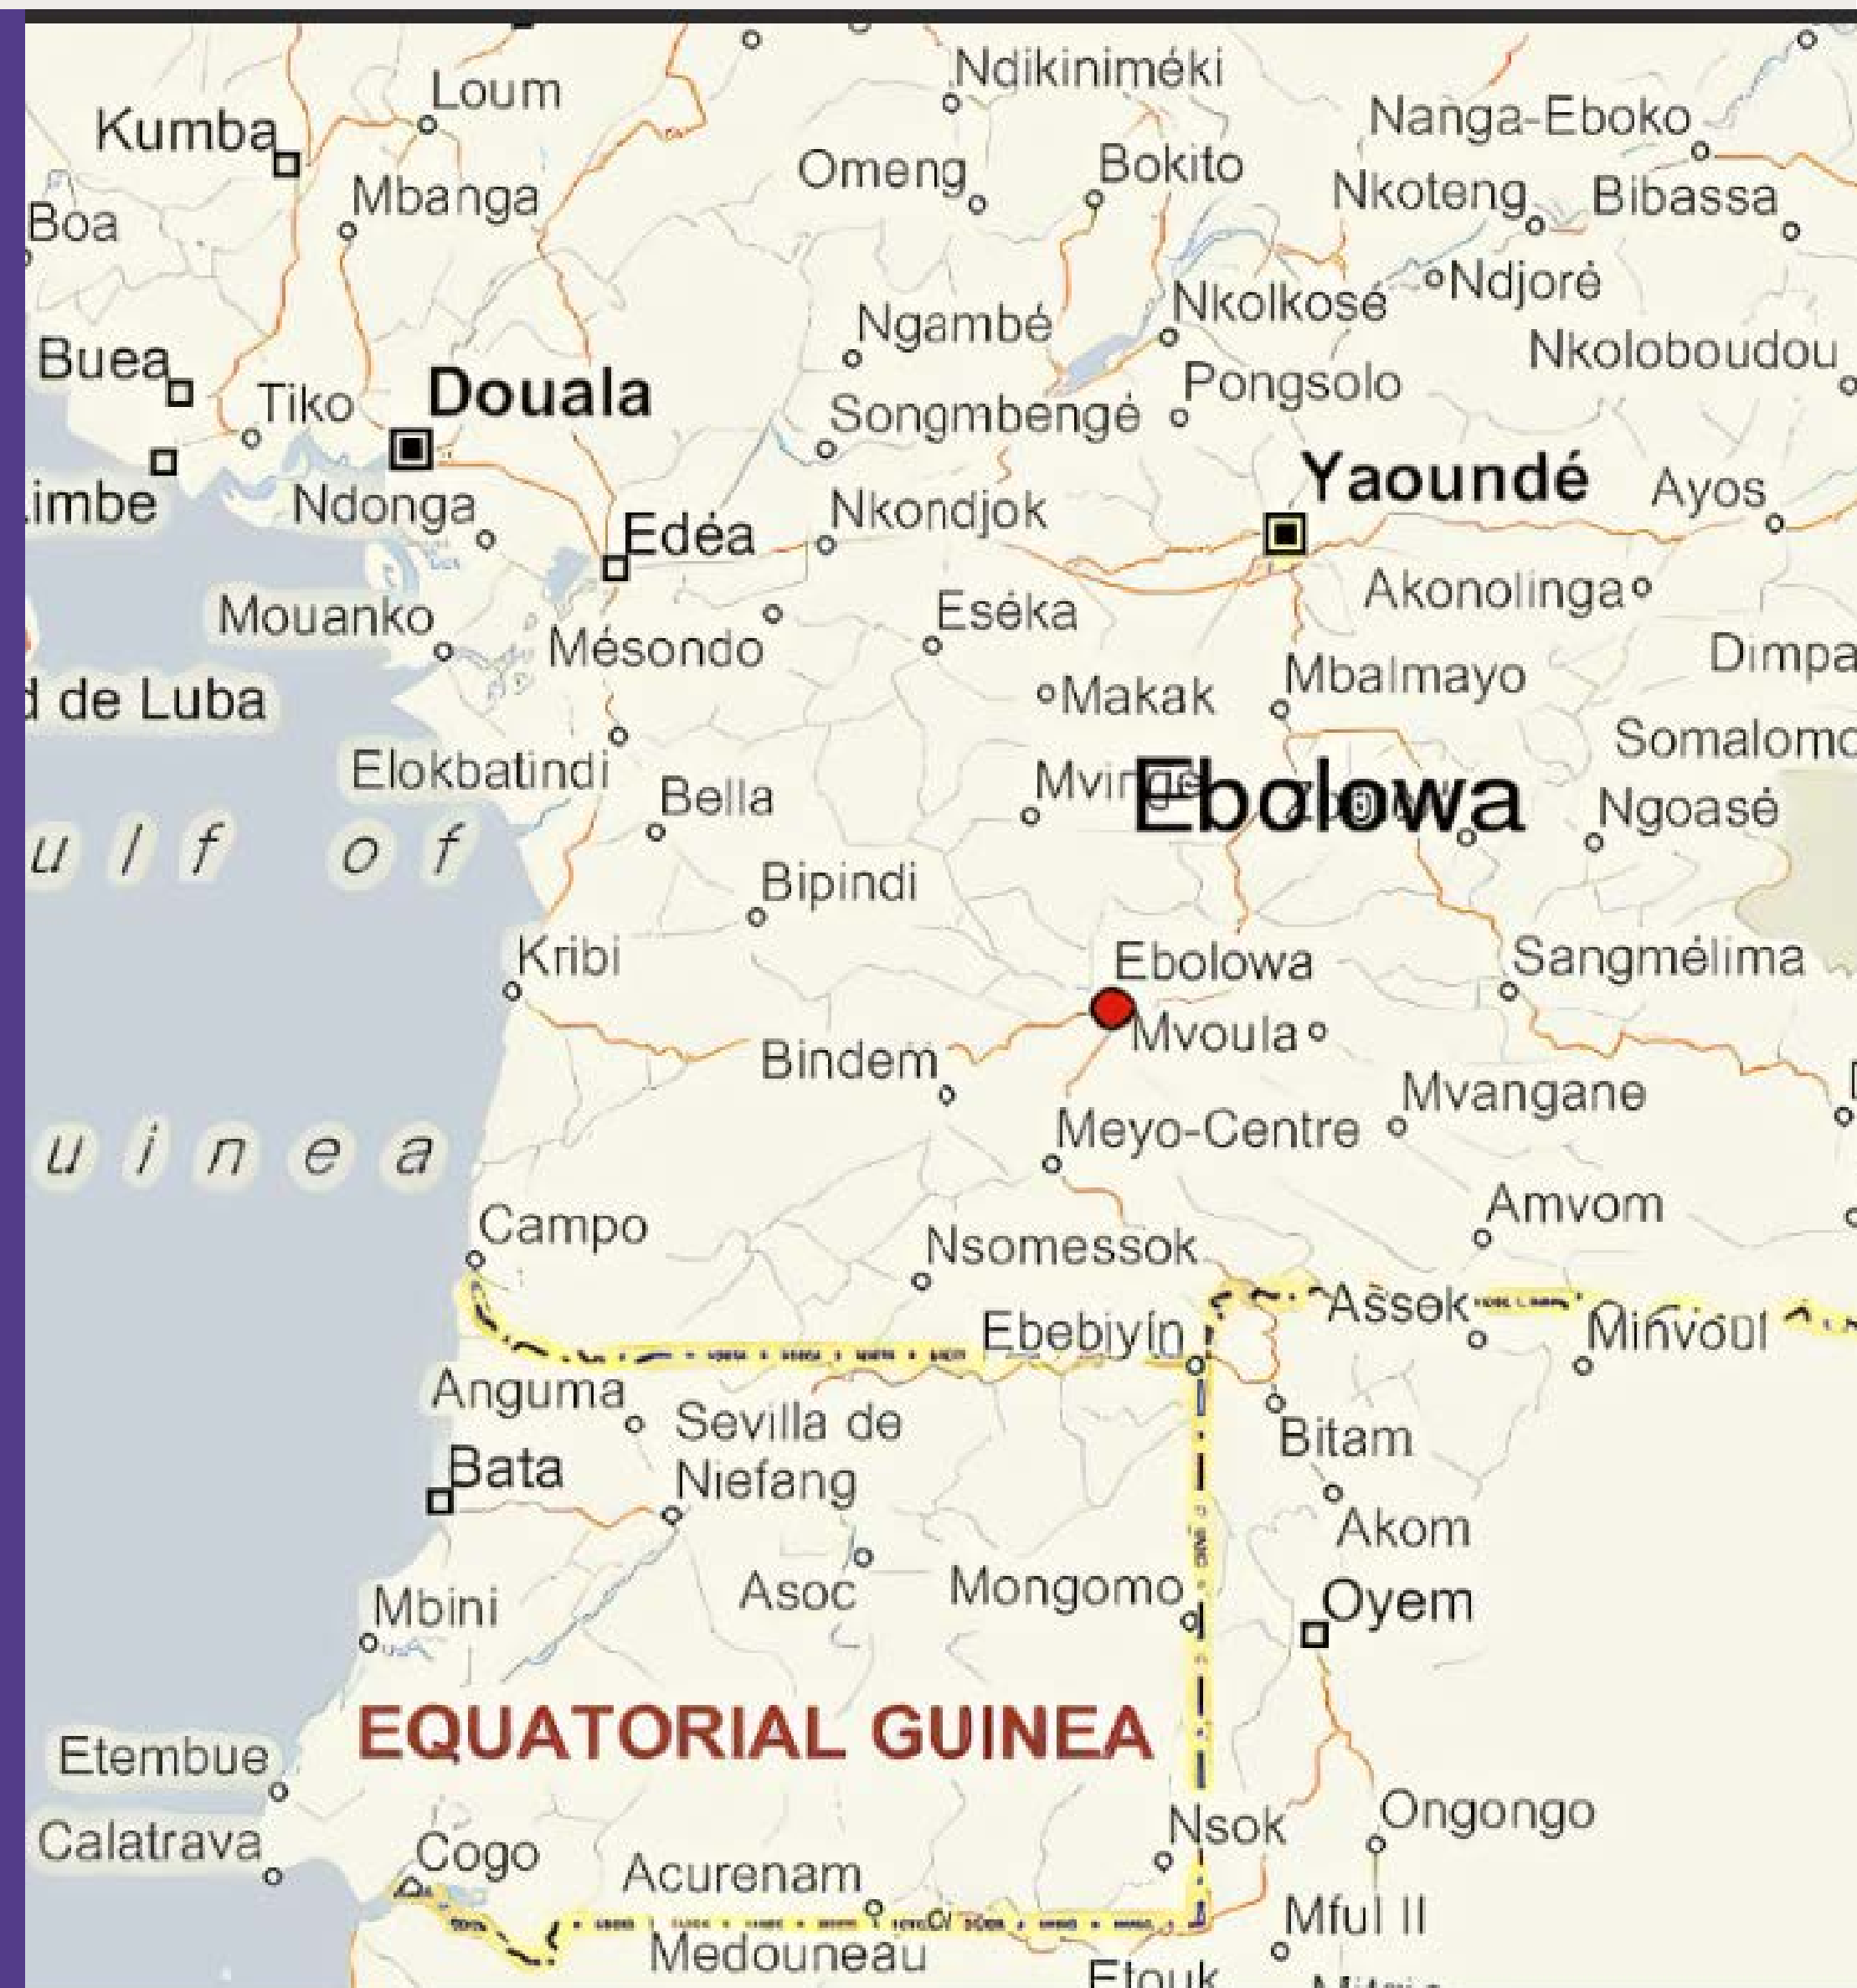 Ndikiniméki
Loum
Nanga-Eboko
Kumba
Omeng
Bokito
Nkoteng
Bibassa
Mbanga
Boa
Ndjoré
Nkolkosé
Ngambé
Nkoloboudou
Buea
Pongsolo
Tiko
Douala
Songmbengé
Yaoundé
Ayos
imbe
Ndonga
Nkondjok
Edéa
Akonolinga
Mouanko
Eséka
Mésondo
Dimpa
Mbalmayo
d de Luba
Makak
Somalomo
Elokbatindi
Bella
Ebolowa
Ngoasé
ulf of
Bipindi
Kribi
Ebolowa
Sangmélima
Mvoula
Bindem
Mvangane
Meyo-Centre
uinea
Amvom
Campo
Nsomessok
Assok
Ebebiyín
Minvoul
Anguma
Sevilla de
Niefang
Bitam
Bata
Akom
Asoc
Mongomo
Oyem
Mbini
EQUATORIAL GUINEA
Etembue
Ongongo
Nsok
Calatrava
Cogo
Acurenam
Mful II
Medouneau